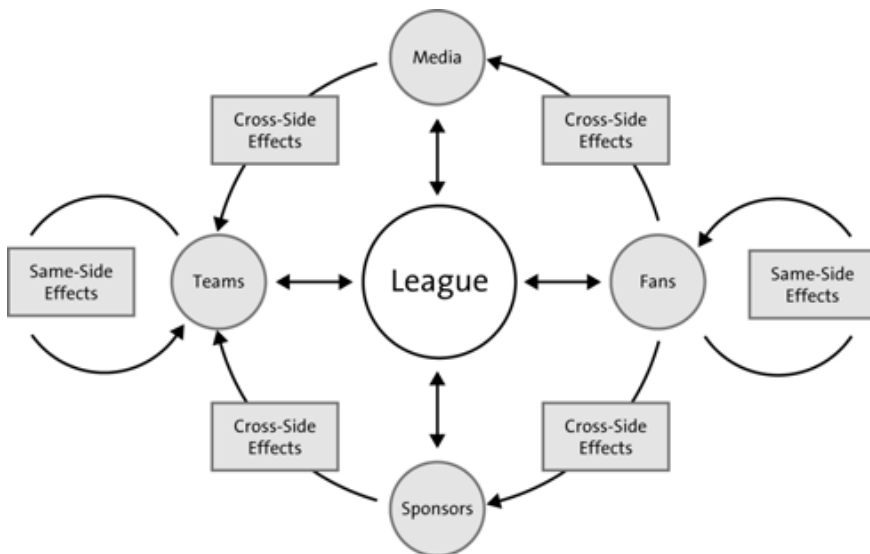 Media
Cross-Side
Effects
Cross-Side
Effects
Same-Side
Effects
Teams
League
Fans
Same-Side
Effects
Cross-Side
Effects
Cross-Side
Effects
Sponsors